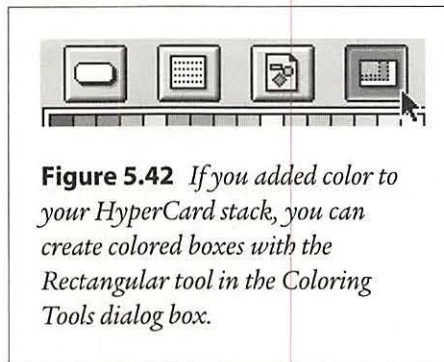 Figure 5.42 If you added color to
your HyperCard stack, you can
create colored boxes with the
Rectangular tool in the Coloring
Tools dialog box.